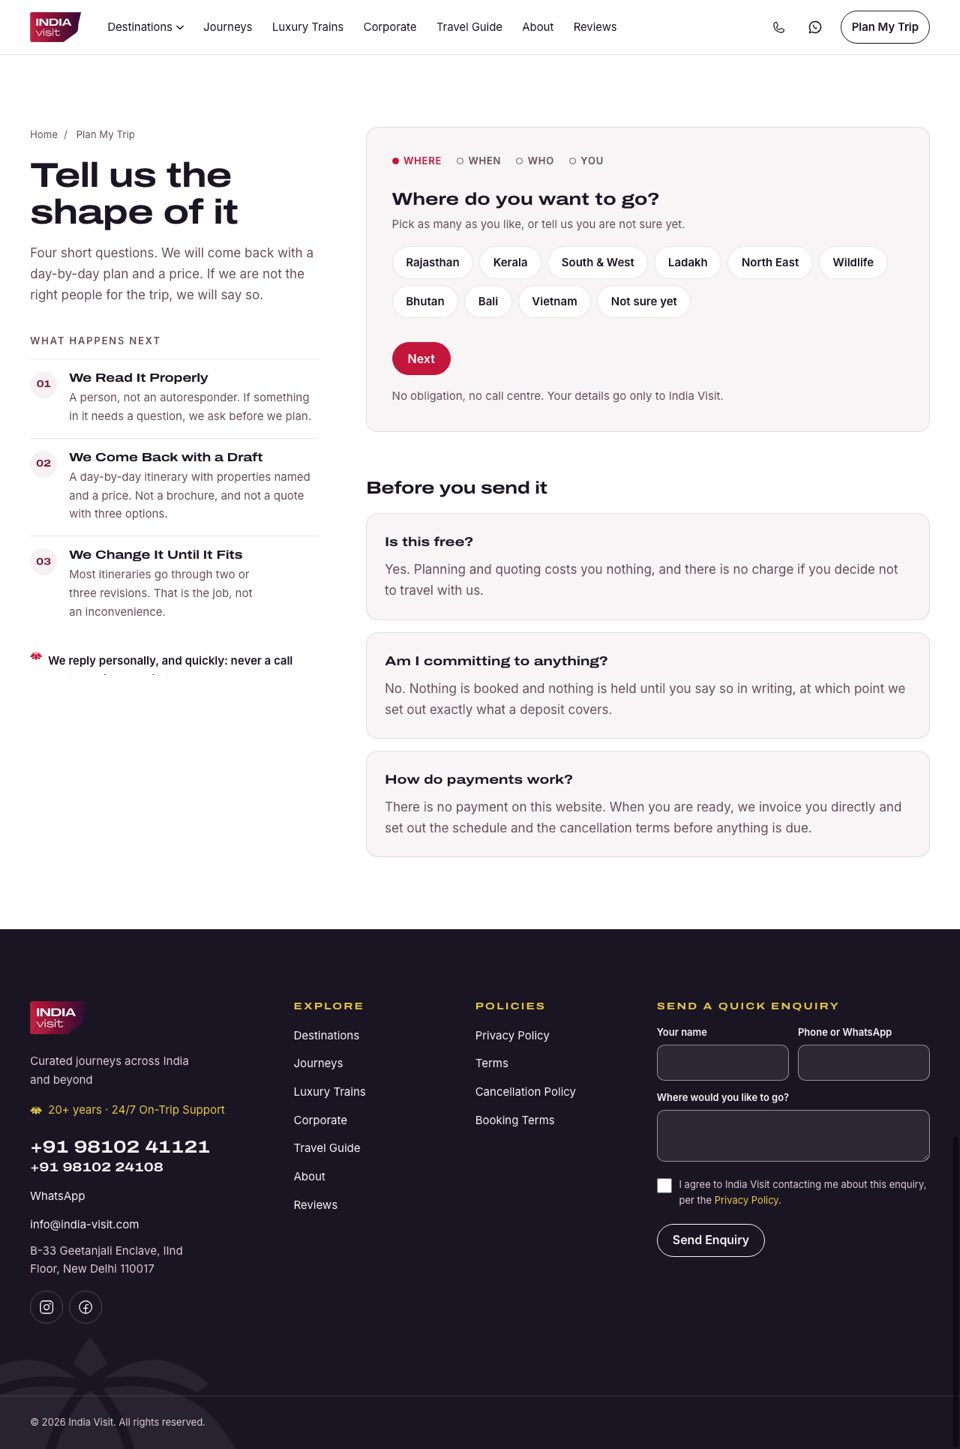 INDIA
visit
Destinations
Journeys
Luxury Trains
Corporate
Travel Guide
About
Reviews
Plan My Trip
Home / Plan My Trip
Tell us the
shape of it
Four short questions. We will come back with a
day-by-day plan and a price. If we are not the
right people for the trip, we will say so.
WHAT HAPPENS NEXT
01
We Read It Properly
A person, not an autoresponder. If something
in it needs a question, we ask before we plan.
02
We Come Back with a Draft
A day-by-day itinerary with properties named
and a price. Not a brochure, and not a quote
with three options.
03
We Change It Until It Fits
Most itineraries go through two or
three revisions. That is the job, not
an inconvenience.
We reply personally, and quickly: never a call
WHERE
WHEN
WHO
YOU
Where do you want to go?
Pick as many as you like, or tell us you are not sure yet.
Rajasthan
Kerala
South & West
Ladakh
North East
Wildlife
Bhutan
Bali
Vietnam
Not sure yet
Next
No obligation, no call centre. Your details go only to India Visit.
Before you send it
Is this free?
Yes. Planning and quoting costs you nothing, and there is no charge if you decide not
to travel with us.
Am I committing to anything?
No. Nothing is booked and nothing is held until you say so in writing, at which point we
set out exactly what a deposit covers.
How do payments work?
There is no payment on this website. When you are ready, we invoice you directly and
set out the schedule and the cancellation terms before anything is due.
INDIA
visit
Curated journeys across India
and beyond
20+ years · 24/7 On-Trip Support
+91 98102 41121
+91 98102 24108
WhatsApp
info@india-visit.com
B-33 Geetanjali Enclave, IInd
Floor, New Delhi 110017
EXPLORE
Destinations
Journeys
Luxury Trains
Corporate
Travel Guide
About
Reviews
POLICIES
Privacy Policy
Terms
Cancellation Policy
Booking Terms
SEND A QUICK ENQUIRY
Your name
Phone or WhatsApp
Where would you like to go?
I agree to India Visit contacting me about this enquiry,
per the Privacy Policy.
Send Enquiry
© 2026 India Visit. All rights reserved.